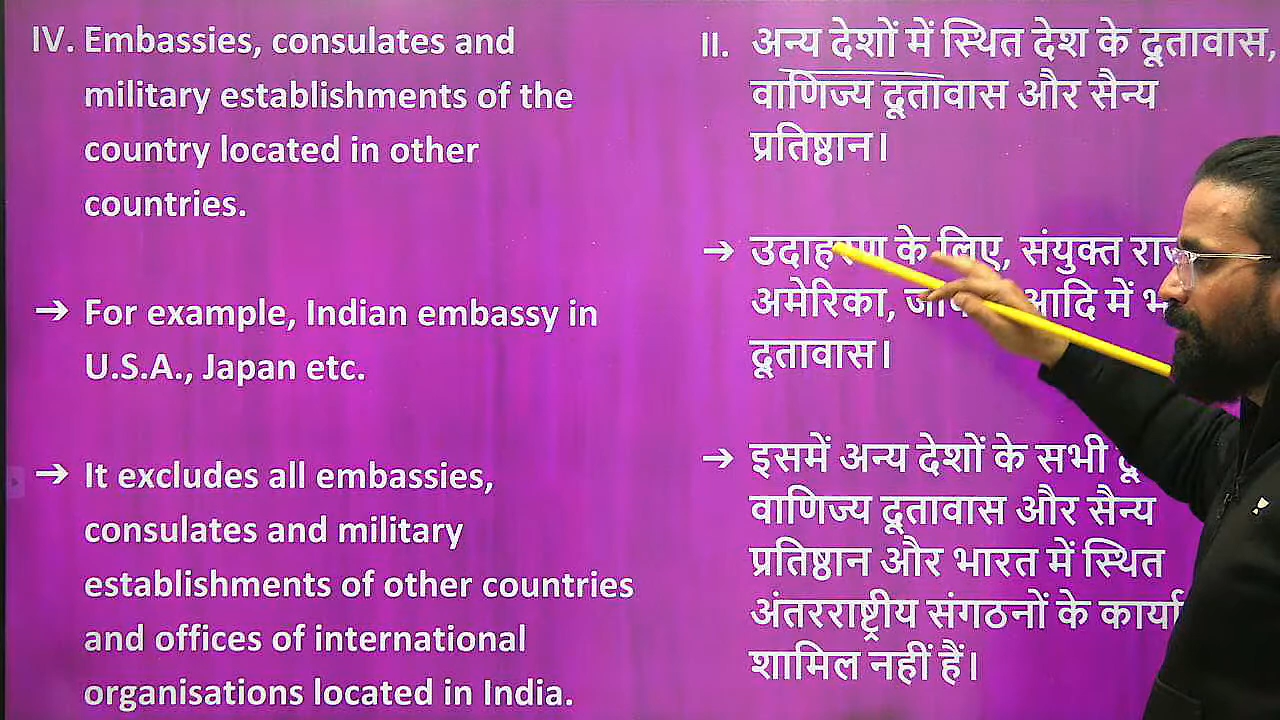 IV. Embassies, consulates and
military establishments of the
country located in other
countries.
→ For example, Indian embassy in
U.S.A., Japan etc.
→ It excludes all embassies,
consulates and military
establishments of other countries
and offices of international
organisations located in India.
II. अन्य देशों में स्थित देश के दूतावास,
वाणिज्य दूतावास और सैन्य
प्रतिष्ठान।
→ उदाहरण के लिए, संयुक्त
अमेरिका, आदि में
दूतावास।
→ इसमें अन्य देशों के सभी
वाणिज्य दूतावास और सैन्य
प्रतिष्ठान और भारत में स्थित
अंतरराष्ट्रीय संगठनों के
शामिल नहीं हैं।